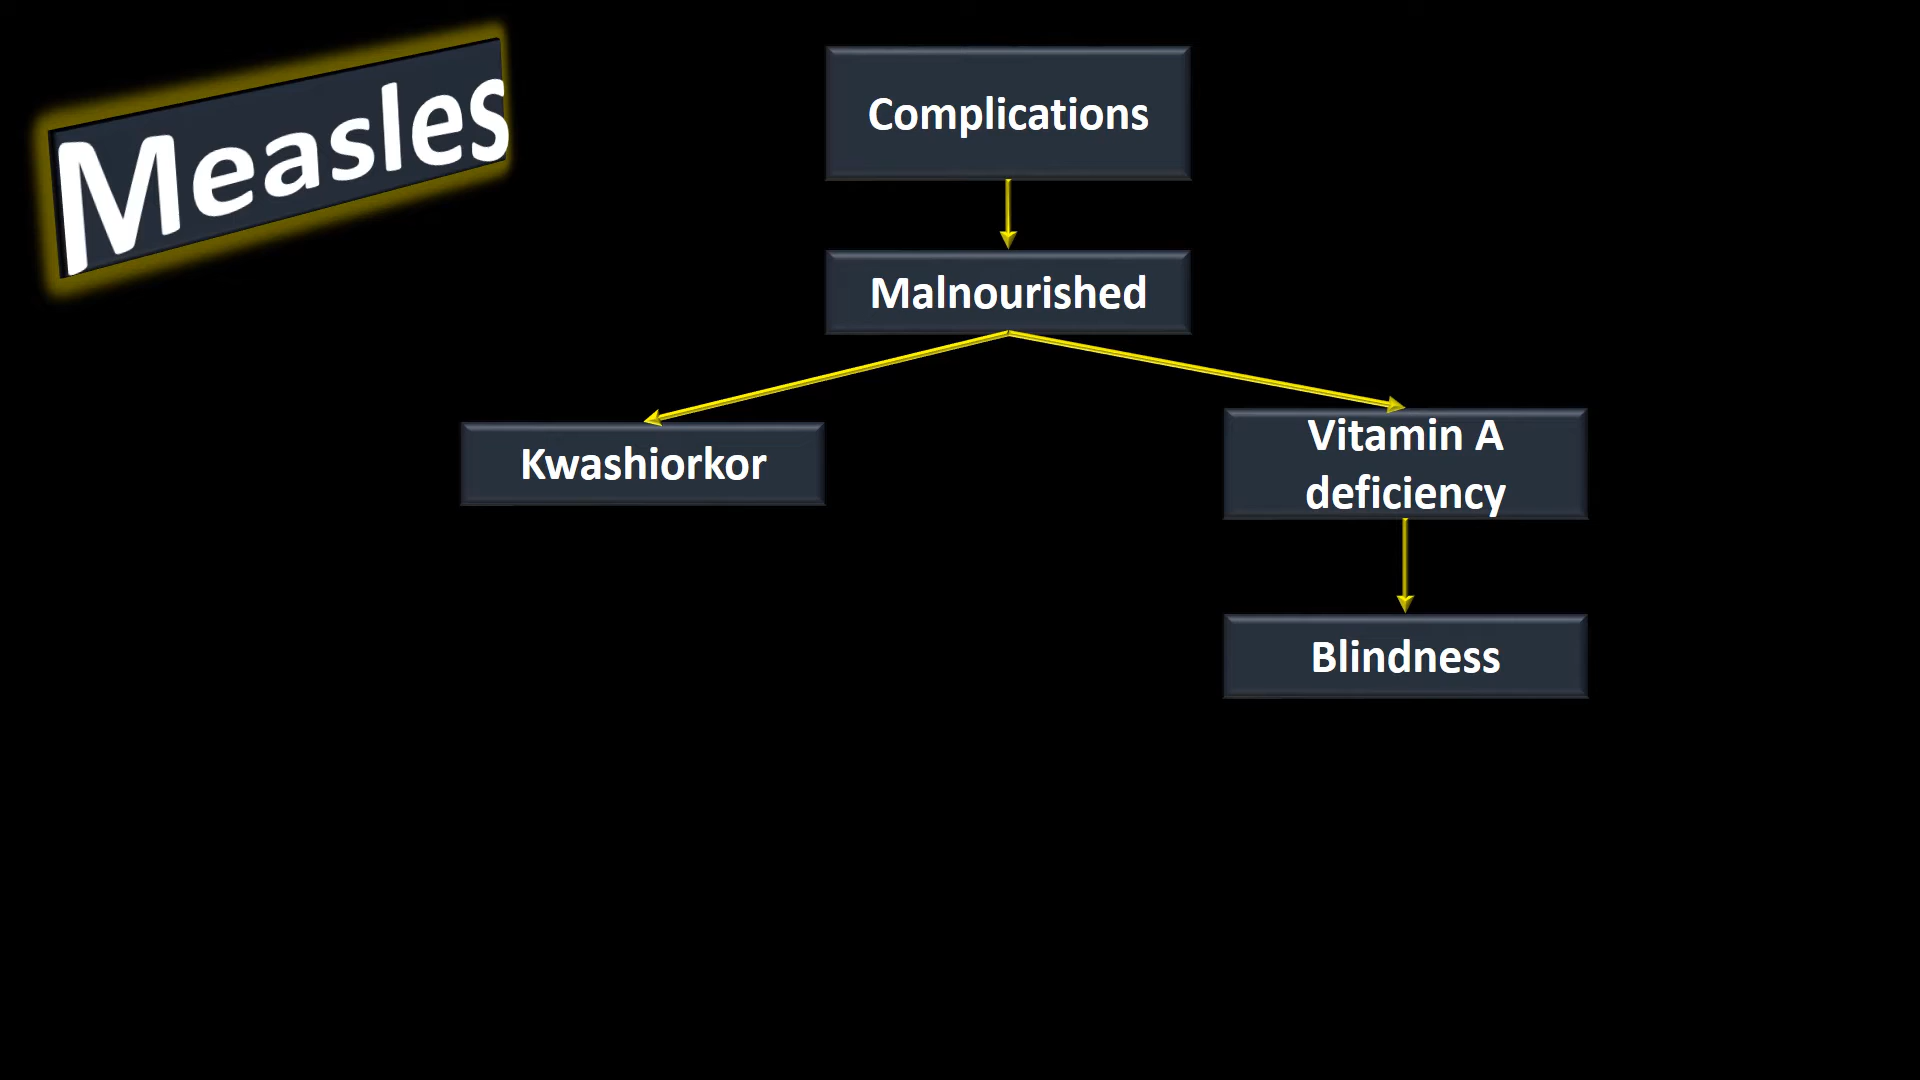 Measles
Complications
Malnourished
Kwashiorkor
Vitamin A
deficiency
Blindness